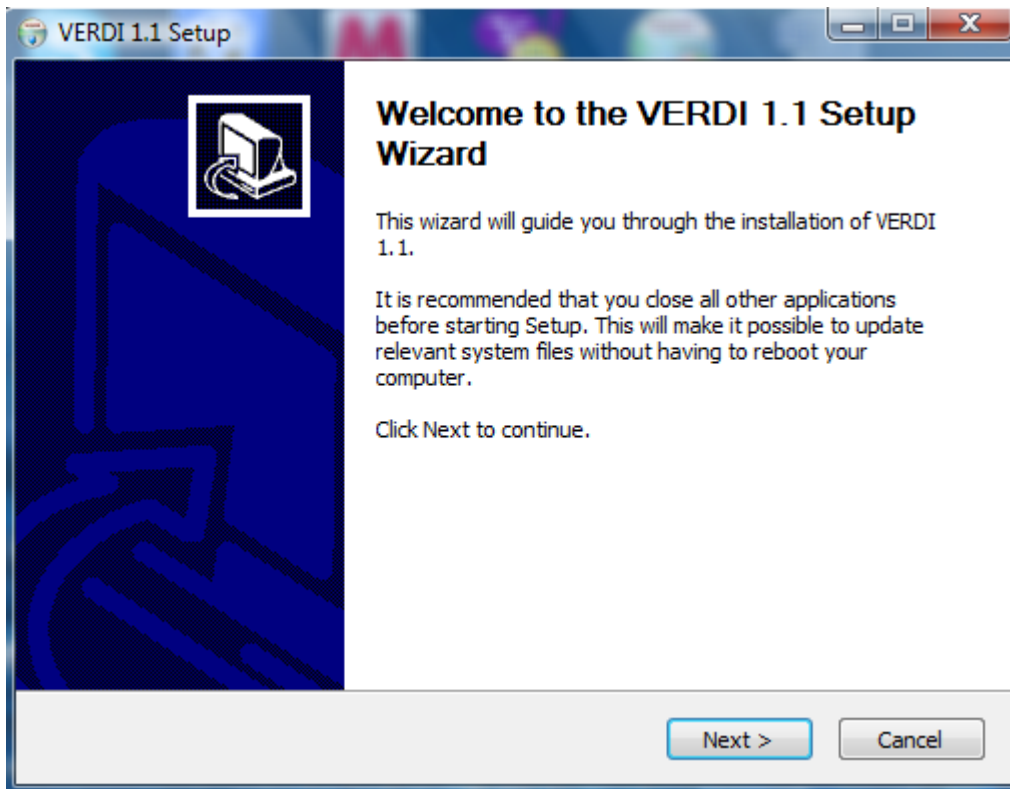 VERDI 1.1 Setup
Welcome to the VERDI 1.1 Setup
Wizard
This wizard will guide you through the installation of VERDI
1.1.
It is recommended that you close all other applications
before starting Setup. This will make it possible to update
relevant system files without having to reboot your
computer.
Click Next to continue.
Next >
Cancel